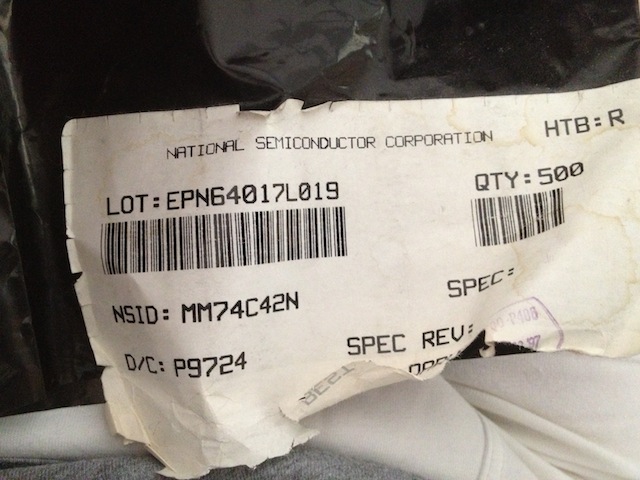 NATIONAL SEMICONDUCTOR CORPORATION
HTB:R
LOT:EPN64017L019
QTY:500
NSID: MM74C42N
SPEC:
D/C: P9724
SPEC REV: